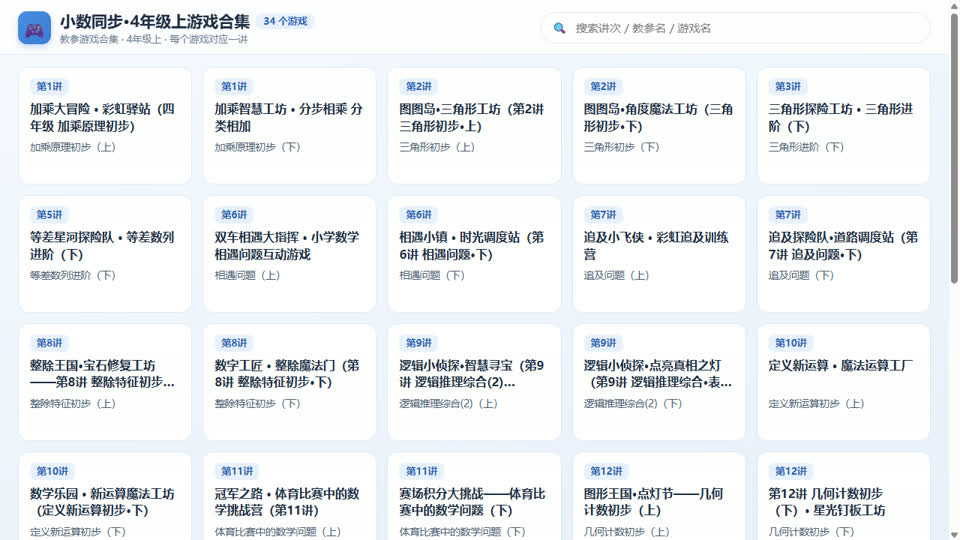 小数同步•4年级上游戏合集 34 个游戏
教参游戏合集 · 4年级上 · 每个游戏对应一讲
搜索讲次 / 教参名 / 游戏名
第1讲
加乘大冒险 • 彩虹驿站（四
年级 加乘原理初步）
加乘原理初步（上）
第1讲
加乘智慧工坊 • 分步相乘 分
类相加
加乘原理初步（下）
第2讲
图图岛•三角形工坊（第2讲
三角形初步•上）
三角形初步（上）
第2讲
图图岛•角度魔法工坊（三角
形初步•下）
三角形初步（下）
第3讲
三角形探险工坊 • 三角形进
阶（下）
三角形进阶（下）
第5讲
等差星河探险队 • 等差数列
进阶（下）
等差数列进阶（下）
第6讲
双车相遇大指挥 • 小学数学
相遇问题互动游戏
相遇问题（上）
第6讲
相遇小镇 • 时光调度站（第
6讲 相遇问题•下）
相遇问题（下）
第7讲
追及小飞侠 • 彩虹追及训练
营
追及问题（上）
第7讲
追及探险队•道路调度站（第
7讲 追及问题•下）
追及问题（下）
第8讲
整除王国•宝石修复工坊
——第8讲 整除特征初步...
整除特征初步（上）
第8讲
数字工匠 • 整除魔法门（第
8讲 整除特征初步•下）
整除特征初步（下）
第9讲
逻辑小侦探•智慧寻宝（第9
讲 逻辑推理综合(2)...
逻辑推理综合(2)（上）
第9讲
逻辑小侦探•点亮真相之灯
（第9讲 逻辑推理综合•表...
逻辑推理综合(2)（下）
第10讲
定义新运算 • 魔法运算工厂
定义新运算初步（上）
第10讲
数学乐园 • 新运算魔法工坊
（定义新运算初步•下）
定义新运算初步（下）
第11讲
冠军之路 • 体育比赛中的数
学挑战营（第11讲）
体育比赛中的数学问题（上）
第11讲
赛场积分大挑战——体育比
赛中的数学问题（下）
体育比赛中的数学问题（下）
第12讲
图形王国•点灯节——几何
计数初步（上）
几何计数初步（上）
第12讲
第12讲 几何计数初步
（下）• 星光钉板工坊
几何计数初步（下）